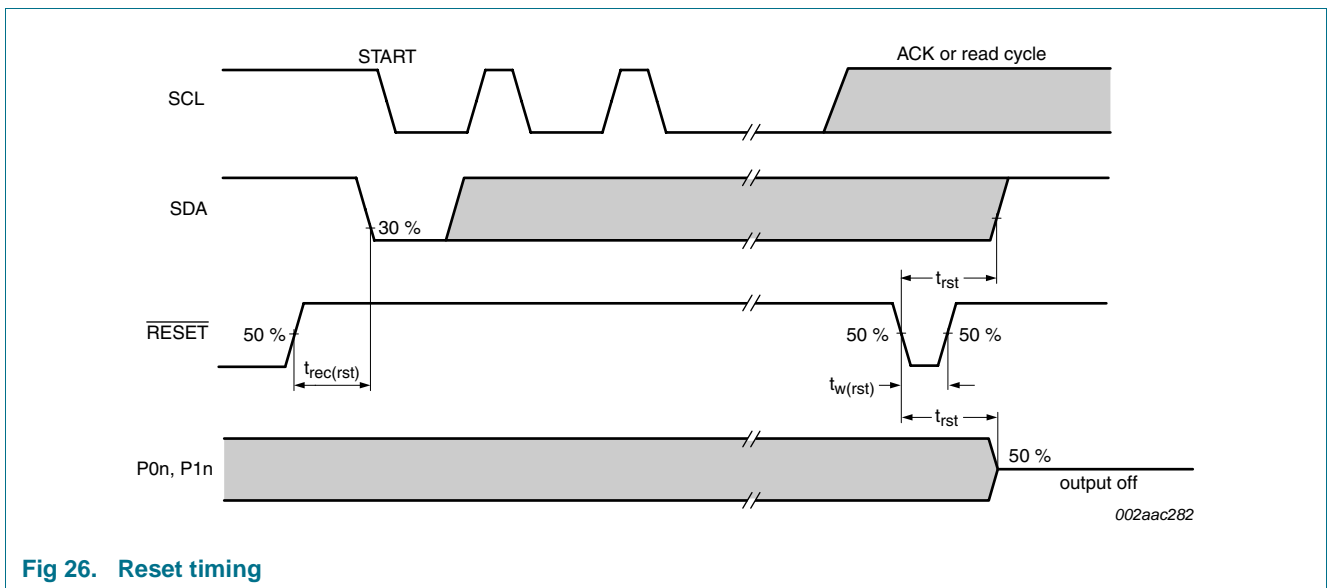 START
ACK or read cycle
SCL
SDA
30 %
t_rst
RESET
50 %
50 %
50 %
t_rec(rst)
t_w(rst)
t_rst
P0n, P1n
50 %
output off
002aac282
Fig 26. Reset timing